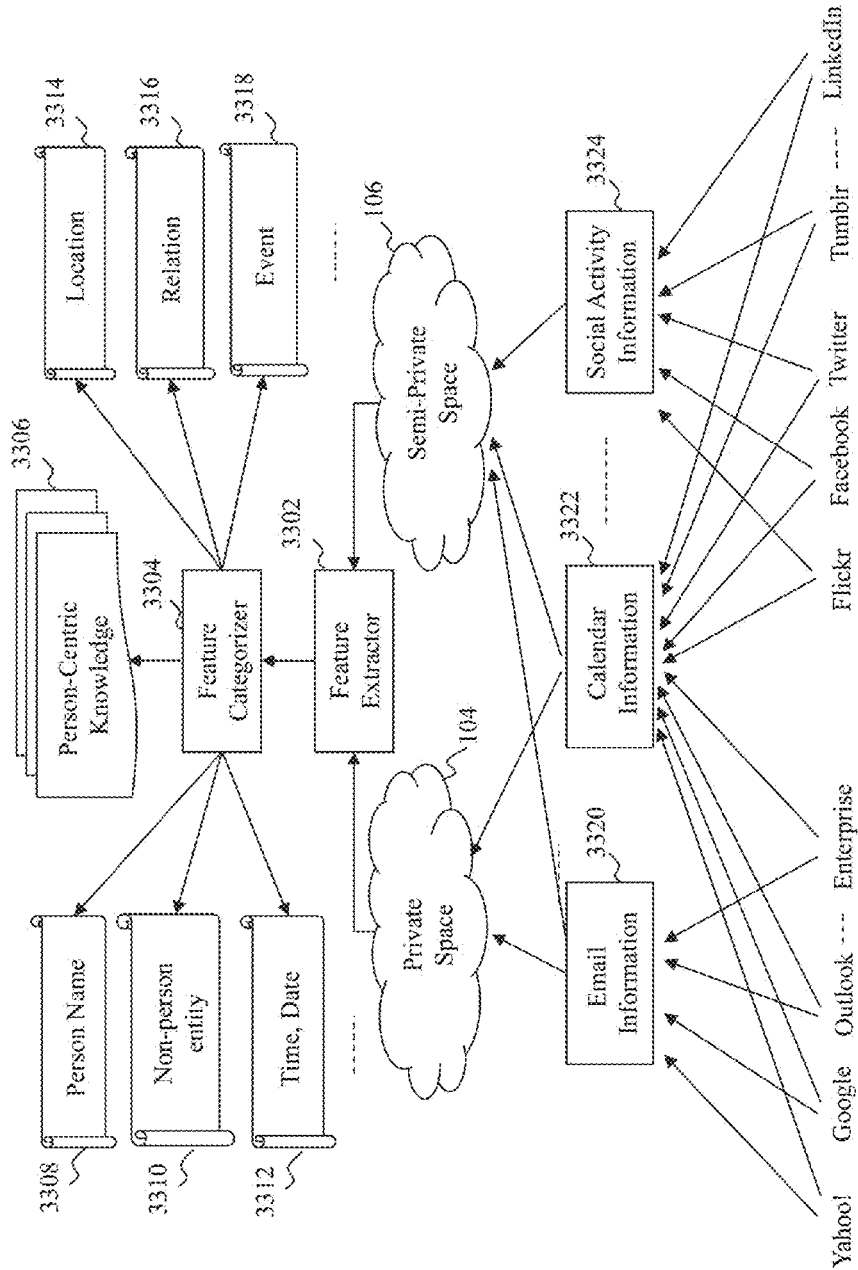 3306
3308
Person Name
Person-Centric
Knowledge
Location
3314
3310
Non-person
entity
3304
Feature
Categorizer
Relation
3316
3312
Time, Date
3302
Feature
Extractor
Event
3318
104
Private
Space
106
Semi-Private
Space
3320
Email
Information
3322
Calendar
Information
3324
Social Activity
Information
Yahoo! Google Outlook --- Enterprise Flickr Facebook Twitter Tumblr ---- LinkedIn